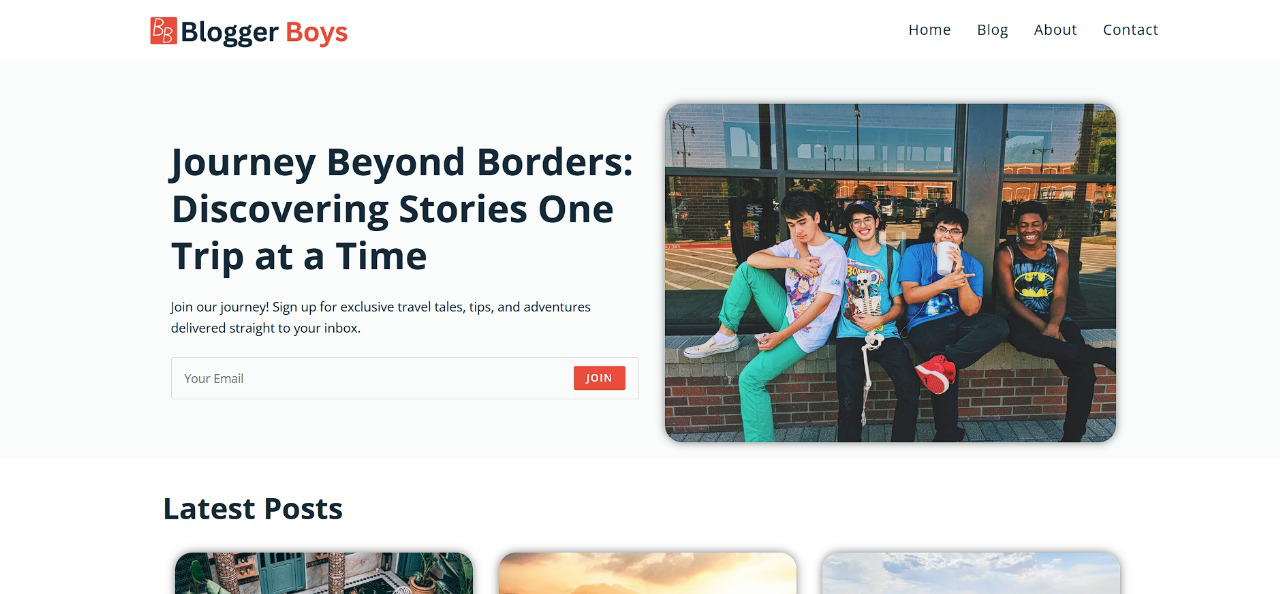 BB Blogger Boys
Home Blog About Contact
Journey Beyond Borders:
Discovering Stories One
Trip at a Time
Join our journey! Sign up for exclusive travel tales, tips, and adventures
delivered straight to your inbox.
Your Email JOIN
Latest Posts